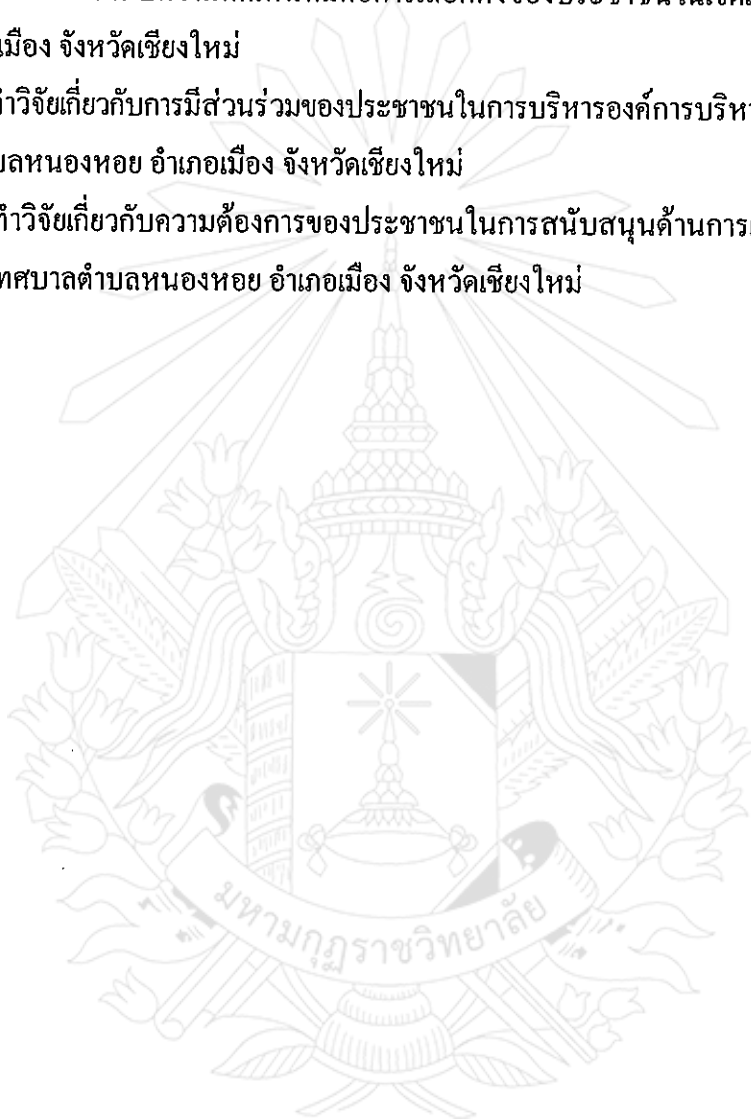 เมือง จังหวัดเชียงใหม่
ทำวิจัยเกี่ยวกับการมีส่วนร่วมของประชาชนในการบริหารองค์การบริหา
บลหนองหอย อำเภอเมือง จังหวัดเชียงใหม่
ทำวิจัยเกี่ยวกับความต้องการของประชาชนในการสนับสนุนด้านการ
ทศบาลตำบลหนองหอย อำเภอเมือง จังหวัดเชียงใหม่
มหามกุฏราชวิทยาลัย